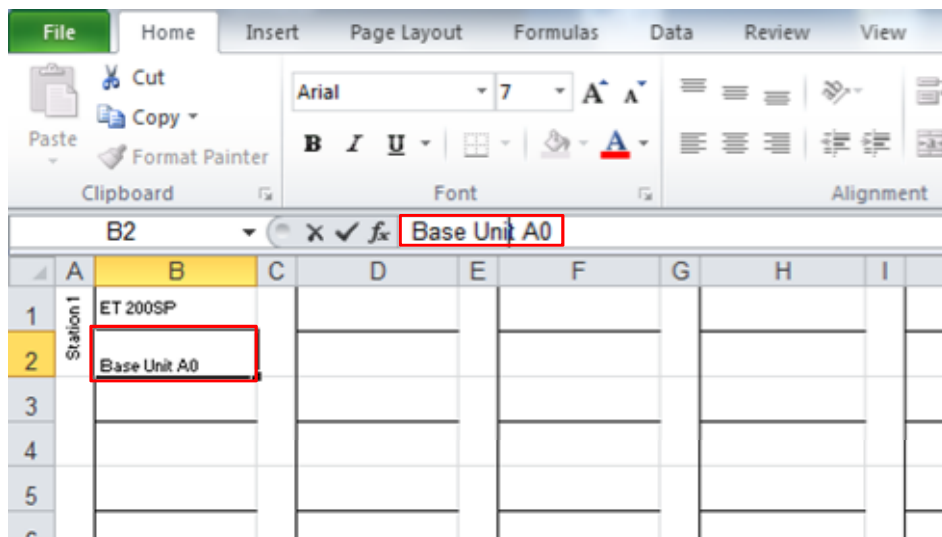 File Home Insert Page Layout Formulas Data Review View
Cut
Copy
Paste
Format Painter
Clipboard
Arial 7 A A
B I U A
Font
Alignment
B2 fx Base Unit A0
A B C D E F G H I
1 Station 1 ET 200SP
2 Base Unit A0
3
4
5